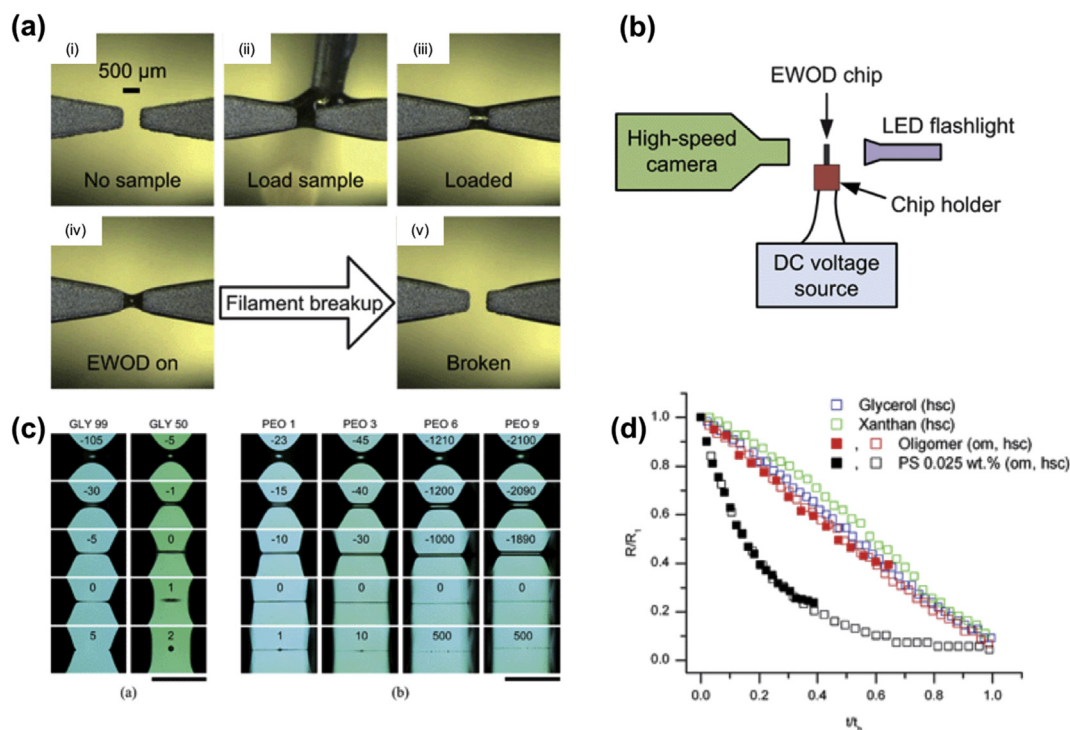 (a)
(i)
500 µm
No sample
(ii)
Load sample
(iii)
Loaded
(iv)
EWOD on
Filament breakup
(v)
Broken
(b)
EWOD chip
High-speed
camera
LED flashlight
Chip holder
DC voltage
source
(c)
GLY 99 GLY 50
-105 -5
-30 -1
-5 0
0 1
5 2
(a)
PEO 1 PEO 3 PEO 6 PEO 9
-23 -45 -1210 -2100
-15 -40 -1200 -2090
-10 -30 -1000 -1890
0 0 0 0
1 10 500 500
(b)
(d)
Glycerol (hsc)
Xanthan (hsc)
, Oligomer (om, hsc)
, PS 0.025 wt.% (om, hsc)
R/R₁
1.0
0.8
0.6
0.4
0.2
0.0
0.0 0.2 0.4 0.6 0.8 1.0